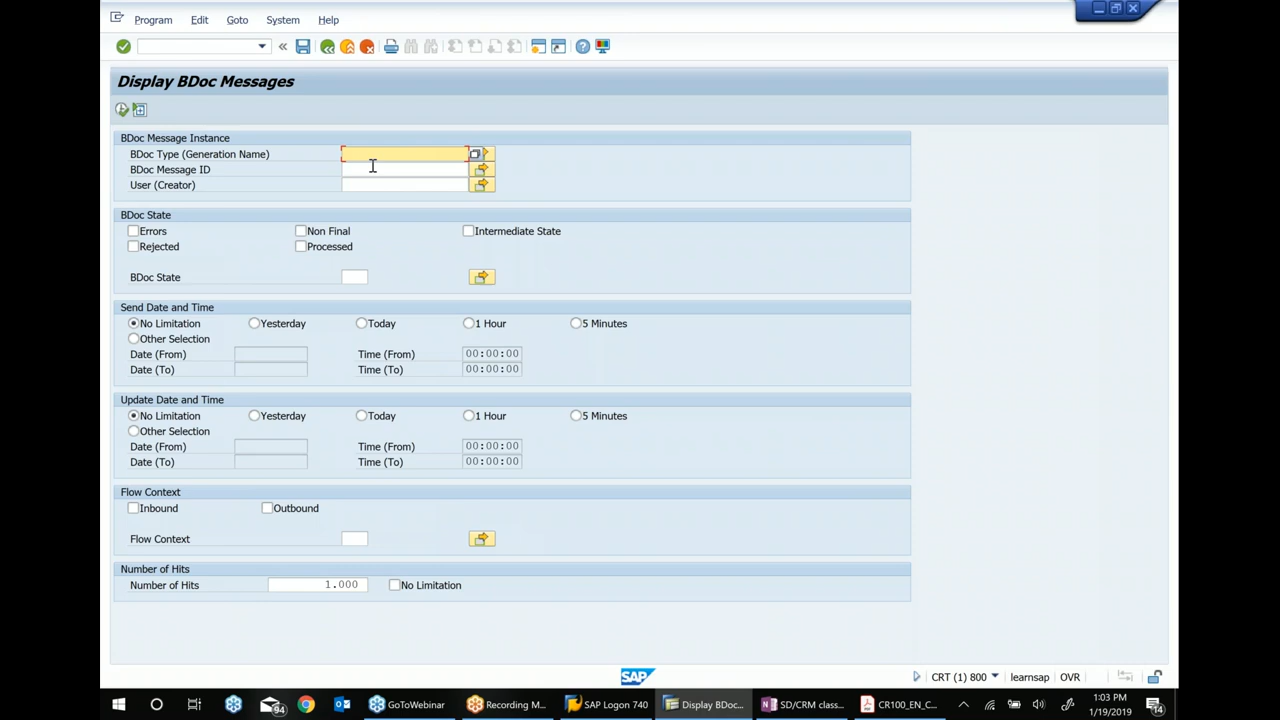 Program Edit Goto System Help
Display BDoc Messages
BDoc Message Instance
BDoc Type (Generation Name)
BDoc Message ID
User (Creator)
BDoc State
Errors Non Final Intermediate State
Rejected Processed
BDoc State
Send Date and Time
No Limitation Yesterday Today 1 Hour 5 Minutes
Other Selection
Date (From) Time (From) 00:00:00
Date (To) Time (To) 00:00:00
Update Date and Time
No Limitation Yesterday Today 1 Hour 5 Minutes
Other Selection
Date (From) Time (From) 00:00:00
Date (To) Time (To) 00:00:00
Flow Context
Inbound Outbound
Flow Context
Number of Hits
Number of Hits 1.000 No Limitation
SAP CRT (1) 800 learnsap OVR
94 GoToWebinar Recording M... SAP Logon 740 Display BDoc... SD/CRM class... CR100_EN_C... 1:03 PM
1/19/2019 14